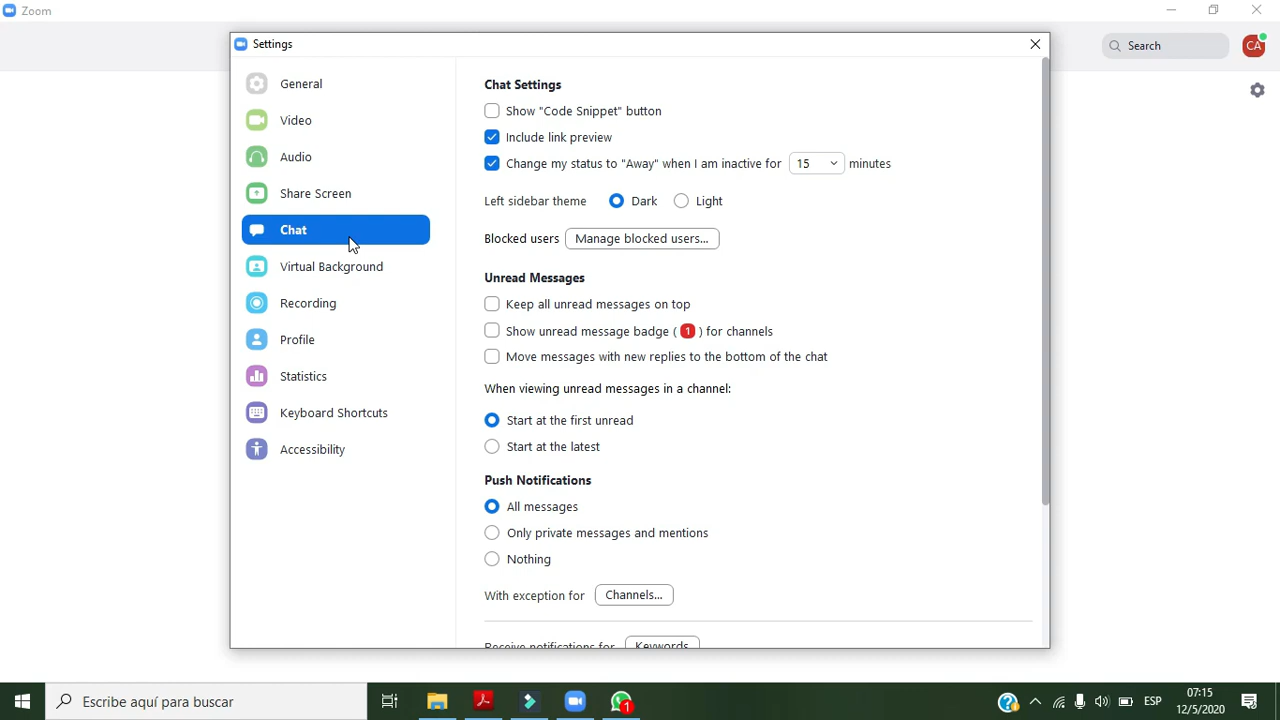 Zoom
Search
CA
Settings
General
Video
Audio
Share Screen
Chat
Virtual Background
Recording
Profile
Statistics
Keyboard Shortcuts
Accessibility
Chat Settings
Show "Code Snippet" button
Include link preview
Change my status to "Away" when I am inactive for 15 minutes
Left sidebar theme Dark Light
Blocked users Manage blocked users...
Unread Messages
Keep all unread messages on top
Show unread message badge ( 1 ) for channels
Move messages with new replies to the bottom of the chat
When viewing unread messages in a channel:
Start at the first unread
Start at the latest
Push Notifications
All messages
Only private messages and mentions
Nothing
With exception for Channels...
Receive notifications for Keywords
Escribe aquí para buscar
1
ESP
07:15
12/5/2020